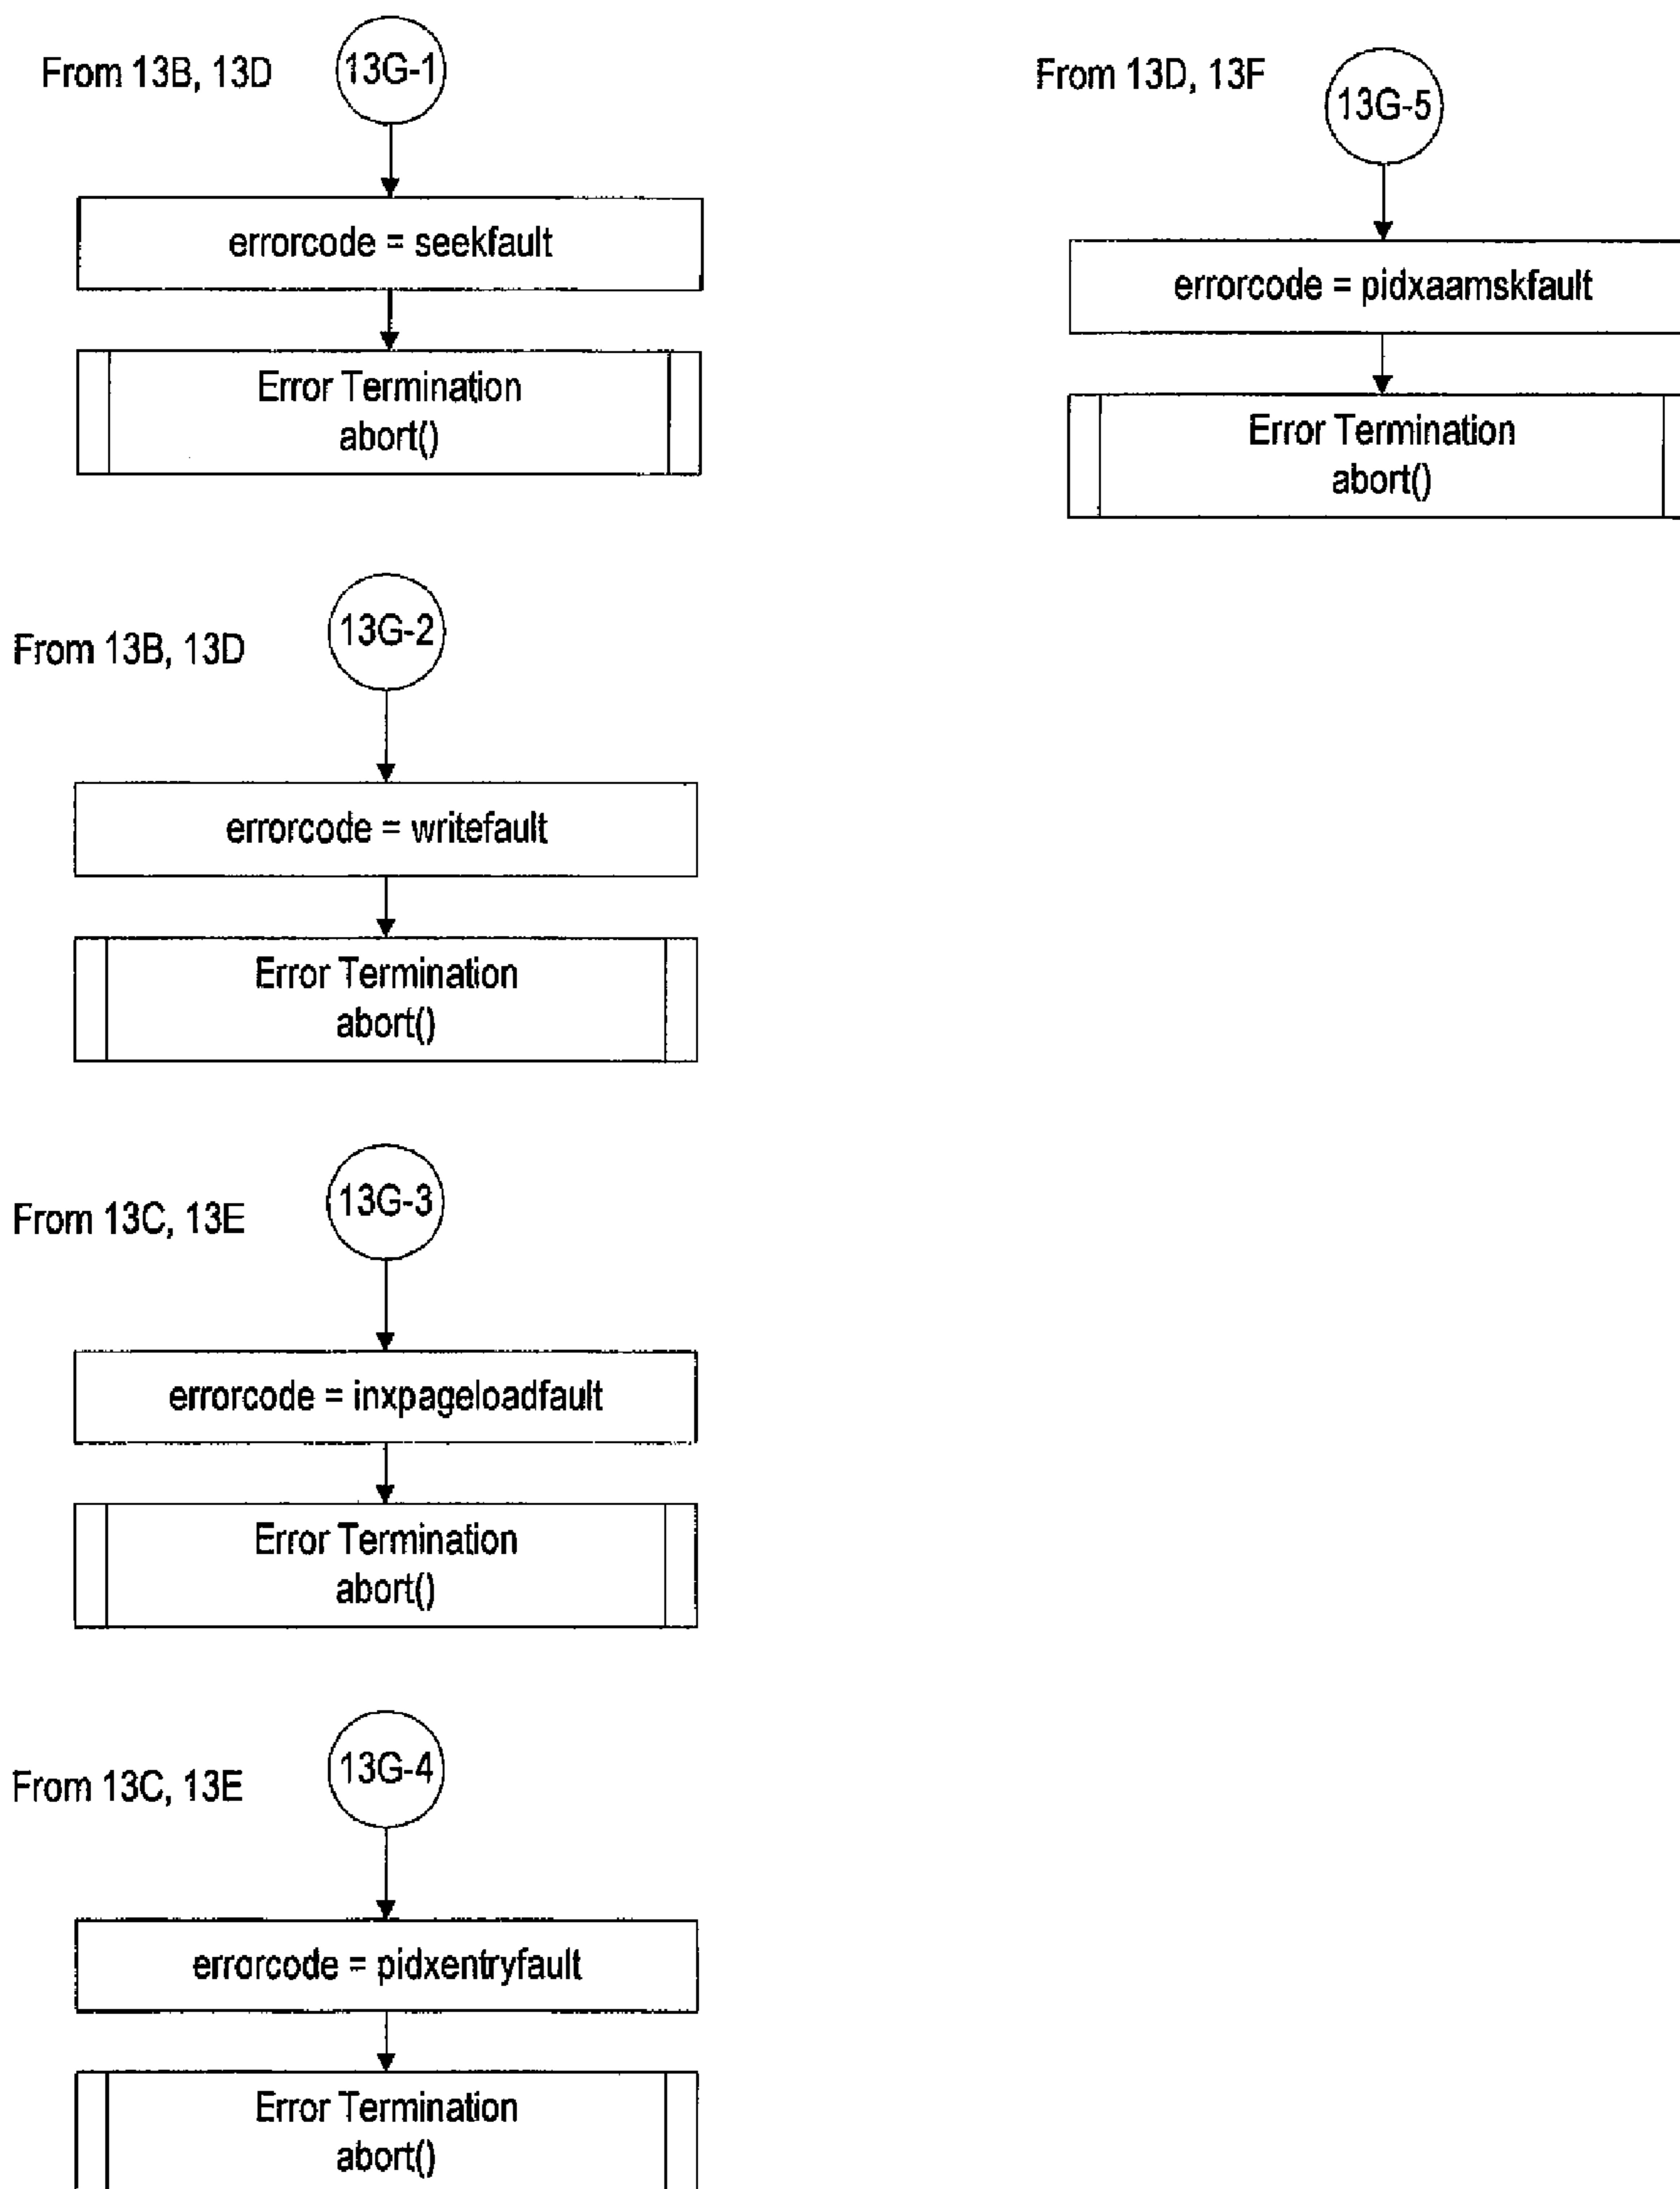 From 13B, 13D
13G-1
errorcode = seekfault
Error Termination
abort()
From 13B, 13D
13G-2
errorcode = writefault
Error Termination
abort()
From 13C, 13E
13G-3
errorcode = inxpageloadfault
Error Termination
abort()
From 13C, 13E
13G-4
errorcode = pidxentryfault
Error Termination
abort()
From 13D, 13F
13G-5
errorcode = pidxaamskfault
Error Termination
abort()